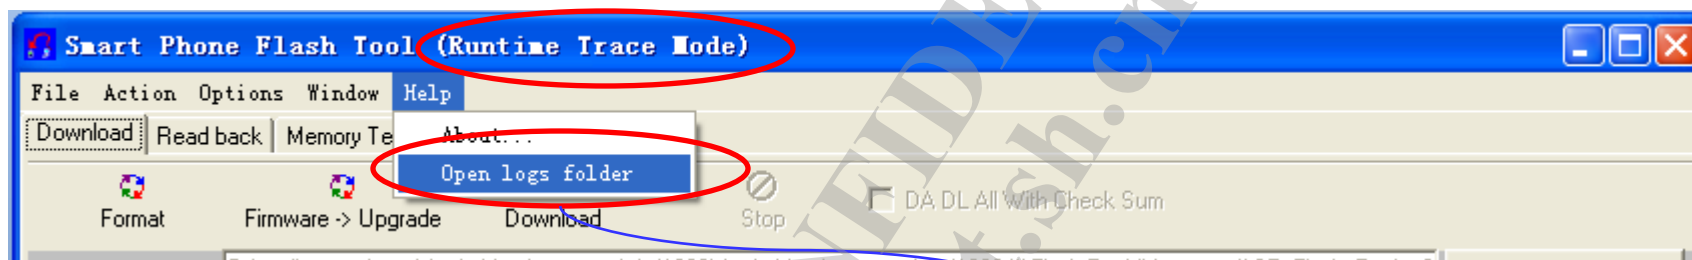 Smart Phone Flash Tool (Runtime Trace Mode)
File Action Options Window Help
Download Read back Memory Te About...
Open logs folder
Format Firmware -> Upgrade Download Stop DA DL All With Check Sum